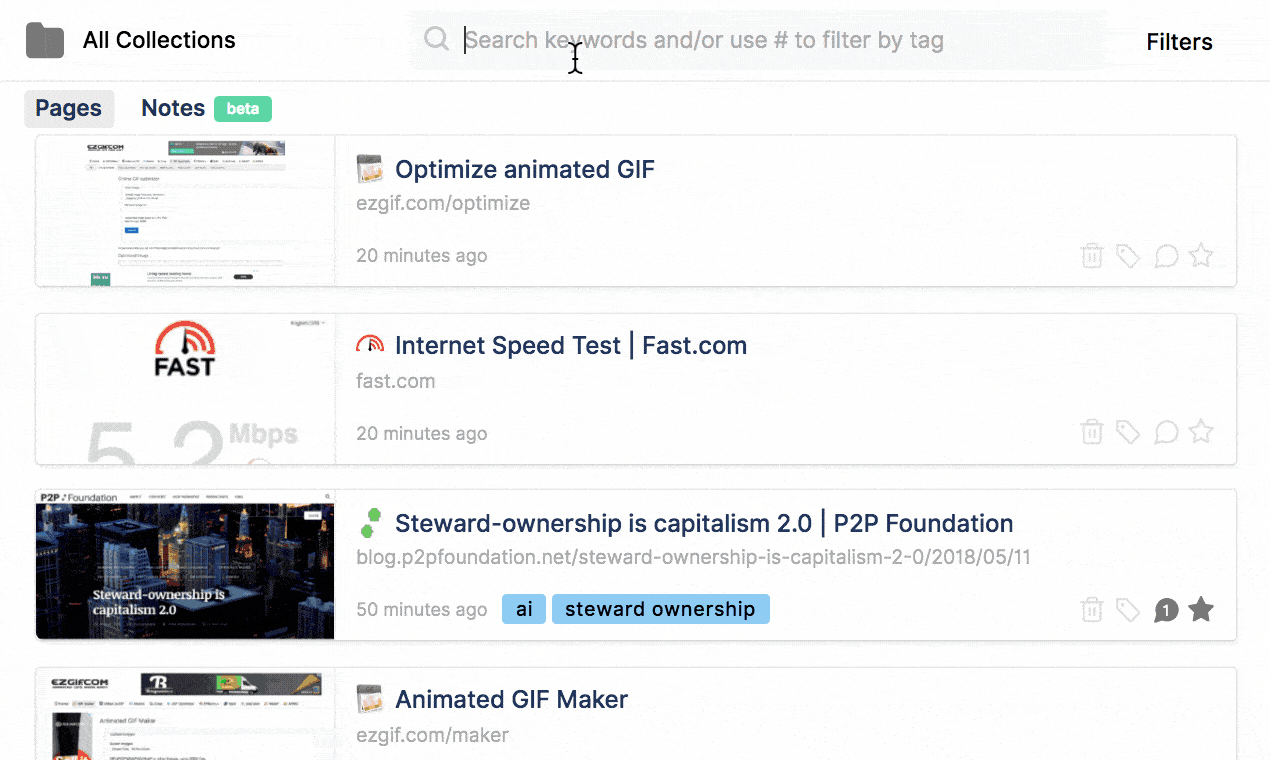 All Collections
Search keywords and/or use # to filter by tag
Filters
Pages
Notes beta
EZGIFCOM
Online GIF optimizer
Optimize animated GIF
ezgif.com/optimize
20 minutes ago
FAST
5.2 Mbps
Internet Speed Test | Fast.com
fast.com
20 minutes ago
P2P Foundation
Steward-ownership is
capitalism 2.0
Steward-ownership is capitalism 2.0 | P2P Foundation
blog.p2pfoundation.net/steward-ownership-is-capitalism-2-0/2018/05/11
50 minutes ago ai steward ownership
1
EZGIFCOM
Animated GIF Maker
Animated GIF Maker
ezgif.com/maker